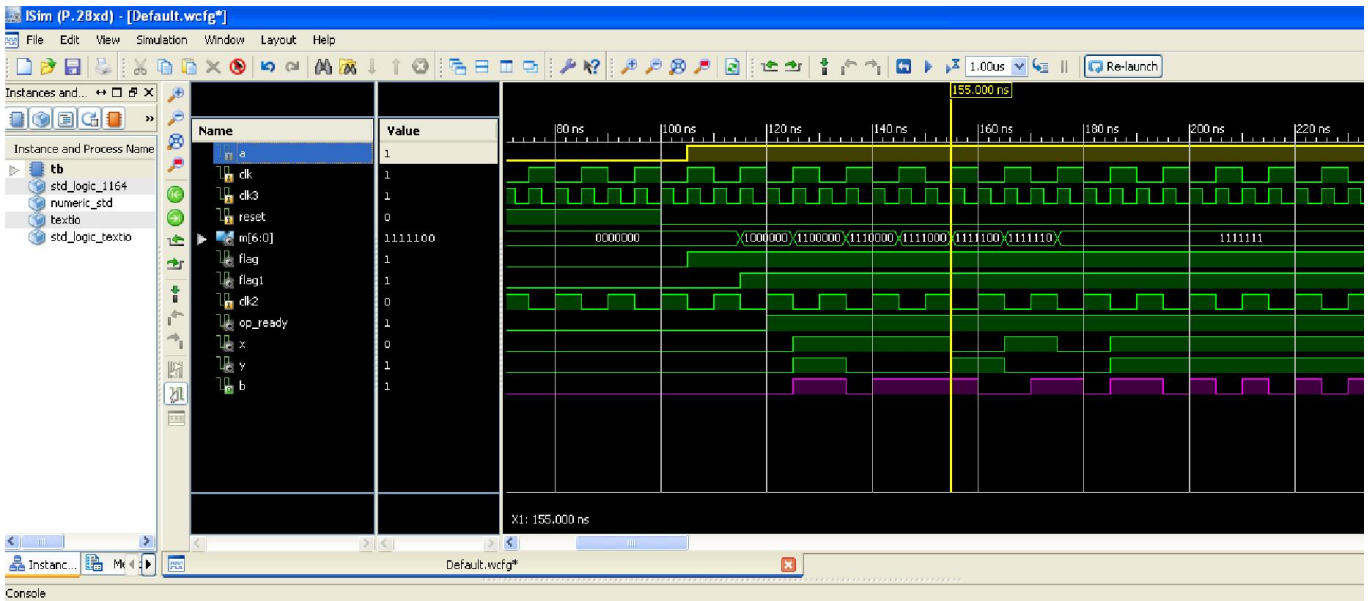 ISim (P.28xd) - [Default.wcfg*]
File Edit View Simulation Window Layout Help
1.00us Re-launch
Instances and...
»
Instance and Process Name
tb
std_logic_1164
numeric_std
textio
std_logic_textio
Name Value
a 1
clk 1
clk3 1
reset 0
m[6:0] 1111100
flag 1
flag1 1
clk2 0
op_ready 1
x 0
y 1
b 1
155.000 ns
80 ns 100 ns 120 ns 140 ns 160 ns 180 ns 200 ns 220 ns
0000000 1000000 1100000 1110000 1111000 1111100 1111110 1111111
X1: 155.000 ns
Instanc... Me
Default.wcfg*
Console